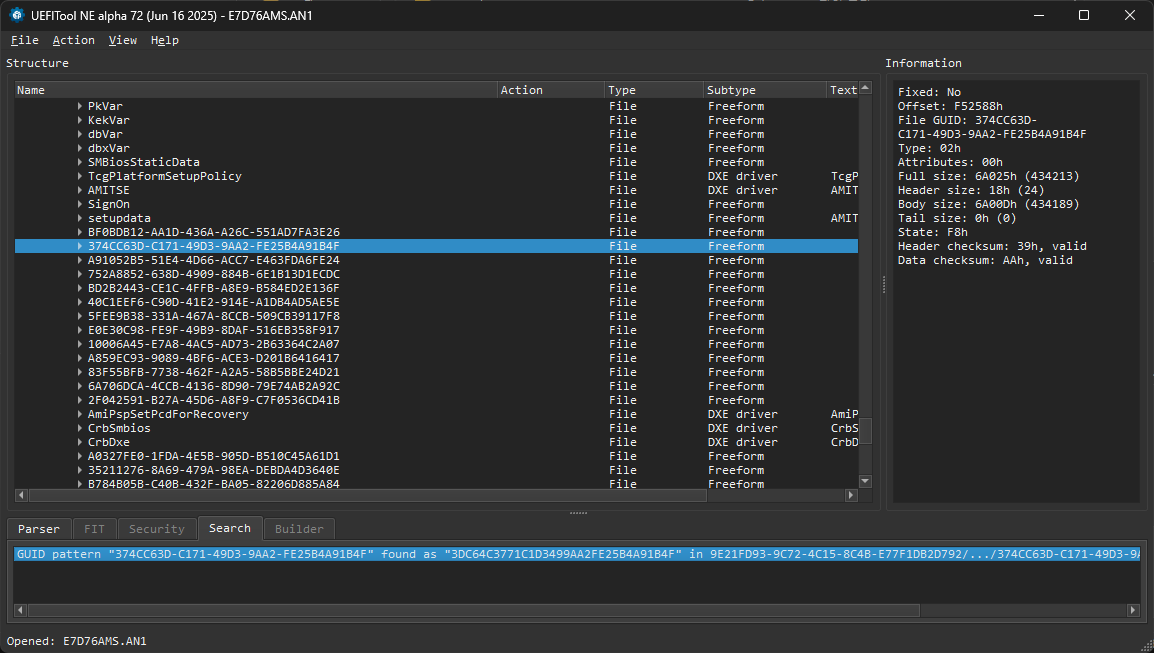 UEFITool NE alpha 72 (Jun 16 2025) - E7D76AMS.AN1
File Action View Help
Structure
Name Action Type Subtype Text
PkVar File Freeform
KekVar File Freeform
dbVar File Freeform
dbxVar File Freeform
SMBiosStaticData File Freeform
TcgPlatformSetupPolicy File DXE driver TcgP
AMITSE File DXE driver AMIT
SignOn File Freeform
setupdata File Freeform AMIT
BF0BDB12-AA1D-436A-A26C-551AD7FA3E26 File Freeform
374CC63D-C171-49D3-9AA2-FE25B4A91B4F File Freeform
A91052B5-51E4-4D66-ACC7-E463FDA6FE24 File Freeform
752A8852-638D-4909-884B-6E1B13D1ECDC File Freeform
BD2B2443-CE1C-4FFB-A8E9-B584ED2E136F File Freeform
40C1EEF6-C90D-41E2-914E-A1DB4AD5AE5E File Freeform
5FEE9B38-331A-467A-8CCB-509CB39117F8 File Freeform
E0E30C98-FE9F-49B9-8DAF-516EB358F917 File Freeform
10006A45-E7A8-4AC5-AD73-2B63364C2A07 File Freeform
A859EC93-9089-4BF6-ACE3-D201B6416417 File Freeform
83F55BFB-7738-462F-A2A5-58B5BBE24D21 File Freeform
6A706DCA-4CCB-4136-8D90-79E74AB2A92C File Freeform
2F042591-B27A-45D6-A8F9-C7F0536CD41B File Freeform
AmiPspSetPcdForRecovery File DXE driver AmiP
CrbSmbios File DXE driver CrbS
CrbDxe File DXE driver CrbD
A0327FE0-1FDA-4E5B-905D-B510C45A61D1 File Freeform
35211276-8A69-479A-98EA-DEBDA4D3640E File Freeform
B784B05B-C40B-432F-BA05-82206D885A84 File Freeform
Information
Fixed: No
Offset: F52588h
File GUID: 374CC63D-
C171-49D3-9AA2-FE25B4A91B4F
Type: 02h
Attributes: 00h
Full size: 6A025h (434213)
Header size: 18h (24)
Body size: 6A00Dh (434189)
Tail size: 0h (0)
State: F8h
Header checksum: 39h, valid
Data checksum: AAh, valid
Parser FIT Security Search Builder
GUID pattern "374CC63D-C171-49D3-9AA2-FE25B4A91B4F" found as "3DC64C3771C1D3499AA2FE25B4A91B4F" in 9E21FD93-9C72-4C15-8C4B-E77F1DB2D792/.../374CC63D-C171-49D3-9A
Opened: E7D76AMS.AN1